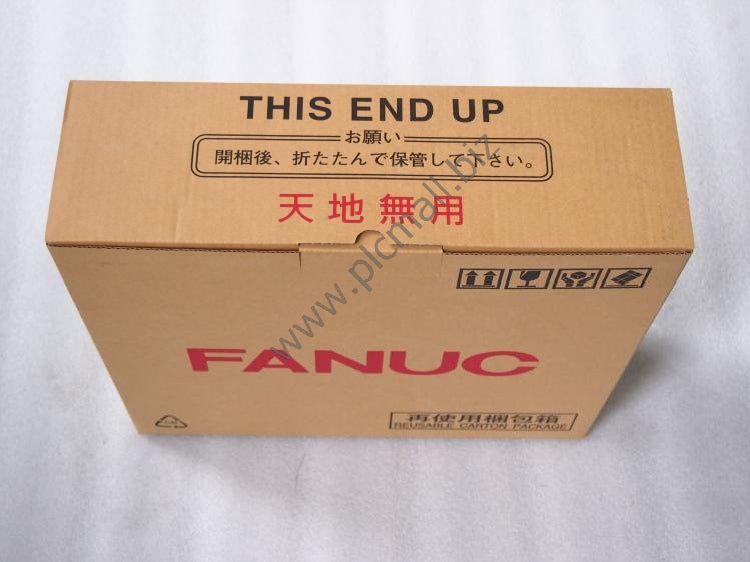 THIS END UP
お願い
開梱後、折たたんで保管して下さい。
天地無用
www.plcmall.biz
FANUC
再使用梱包箱
REUSABLE CARTON PACKAGE